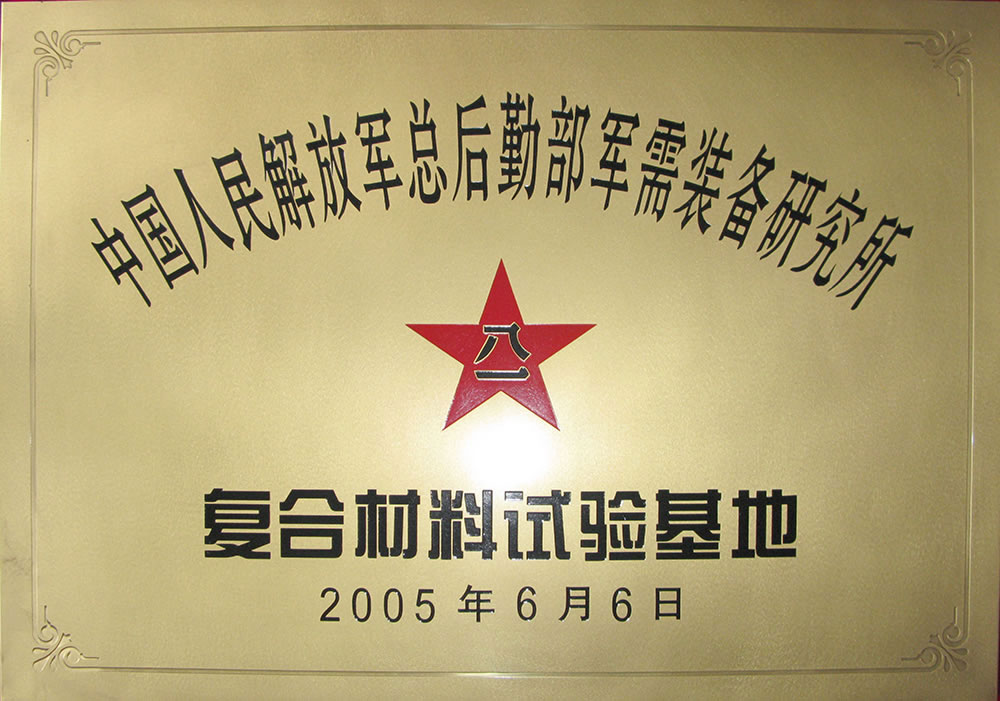 中国人民解放军总后勤部军需装备研究所
八一
复合材料试验基地
2005年6月6日